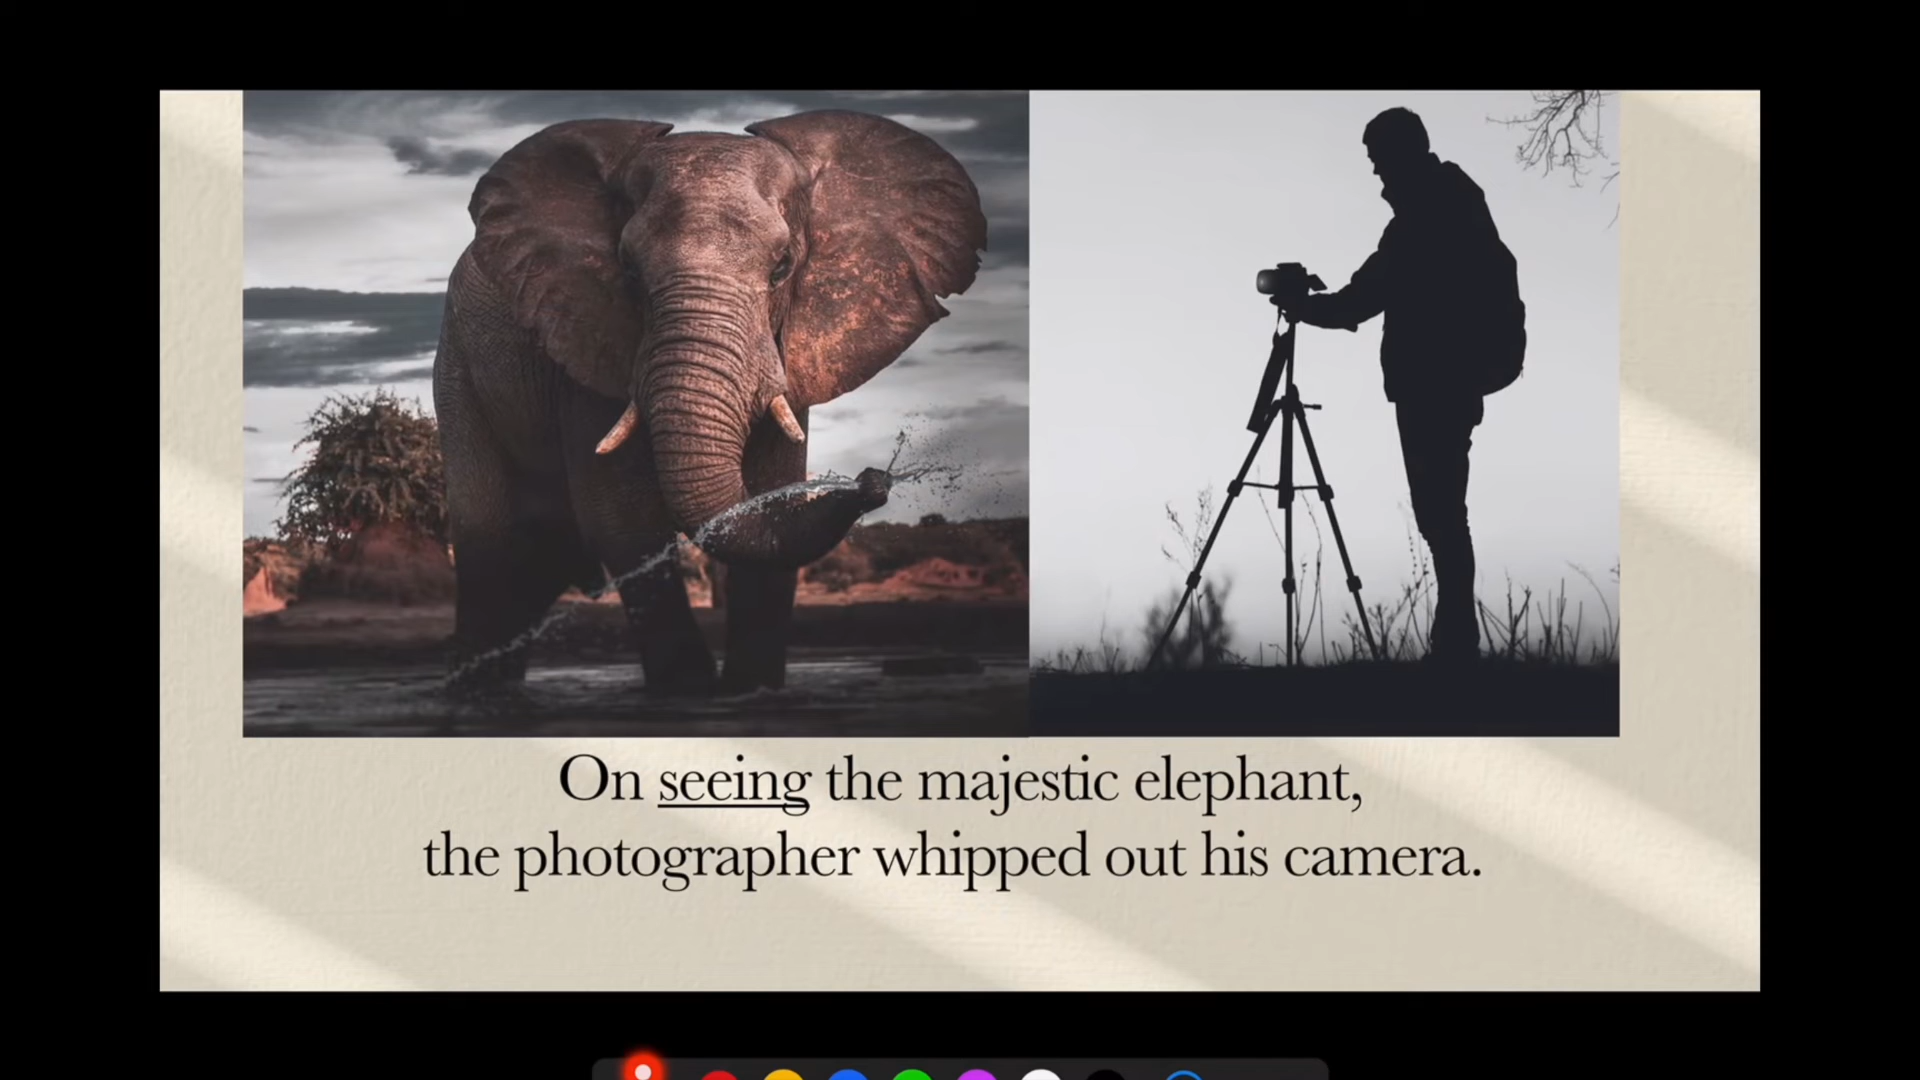 On seeing the majestic elephant,
the photographer whipped out his camera.